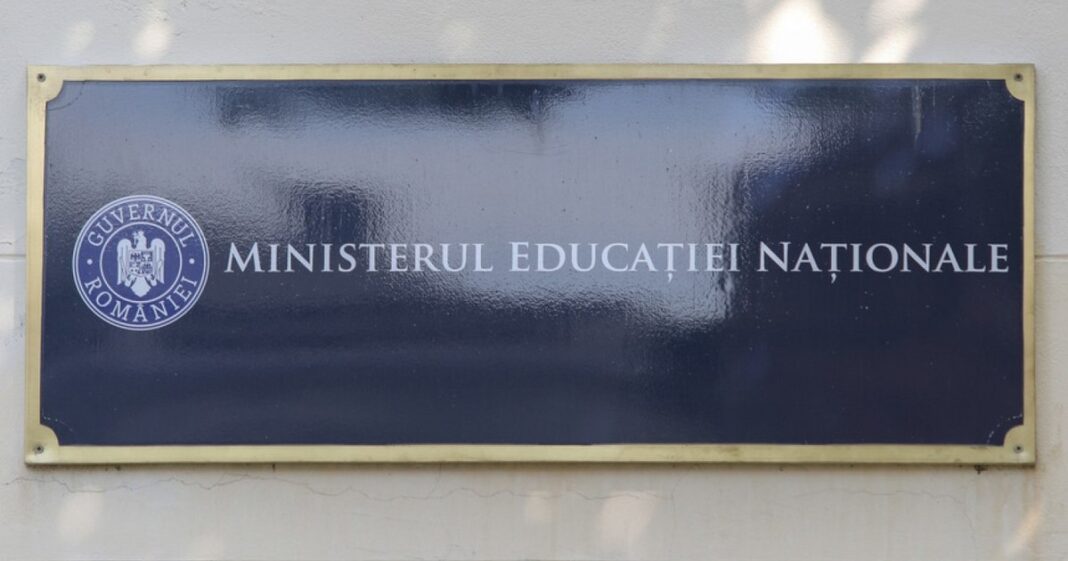 GUVERNUL
ROMÂNIEI
MINISTERUL EDUCAȚIEI NAȚIONALE